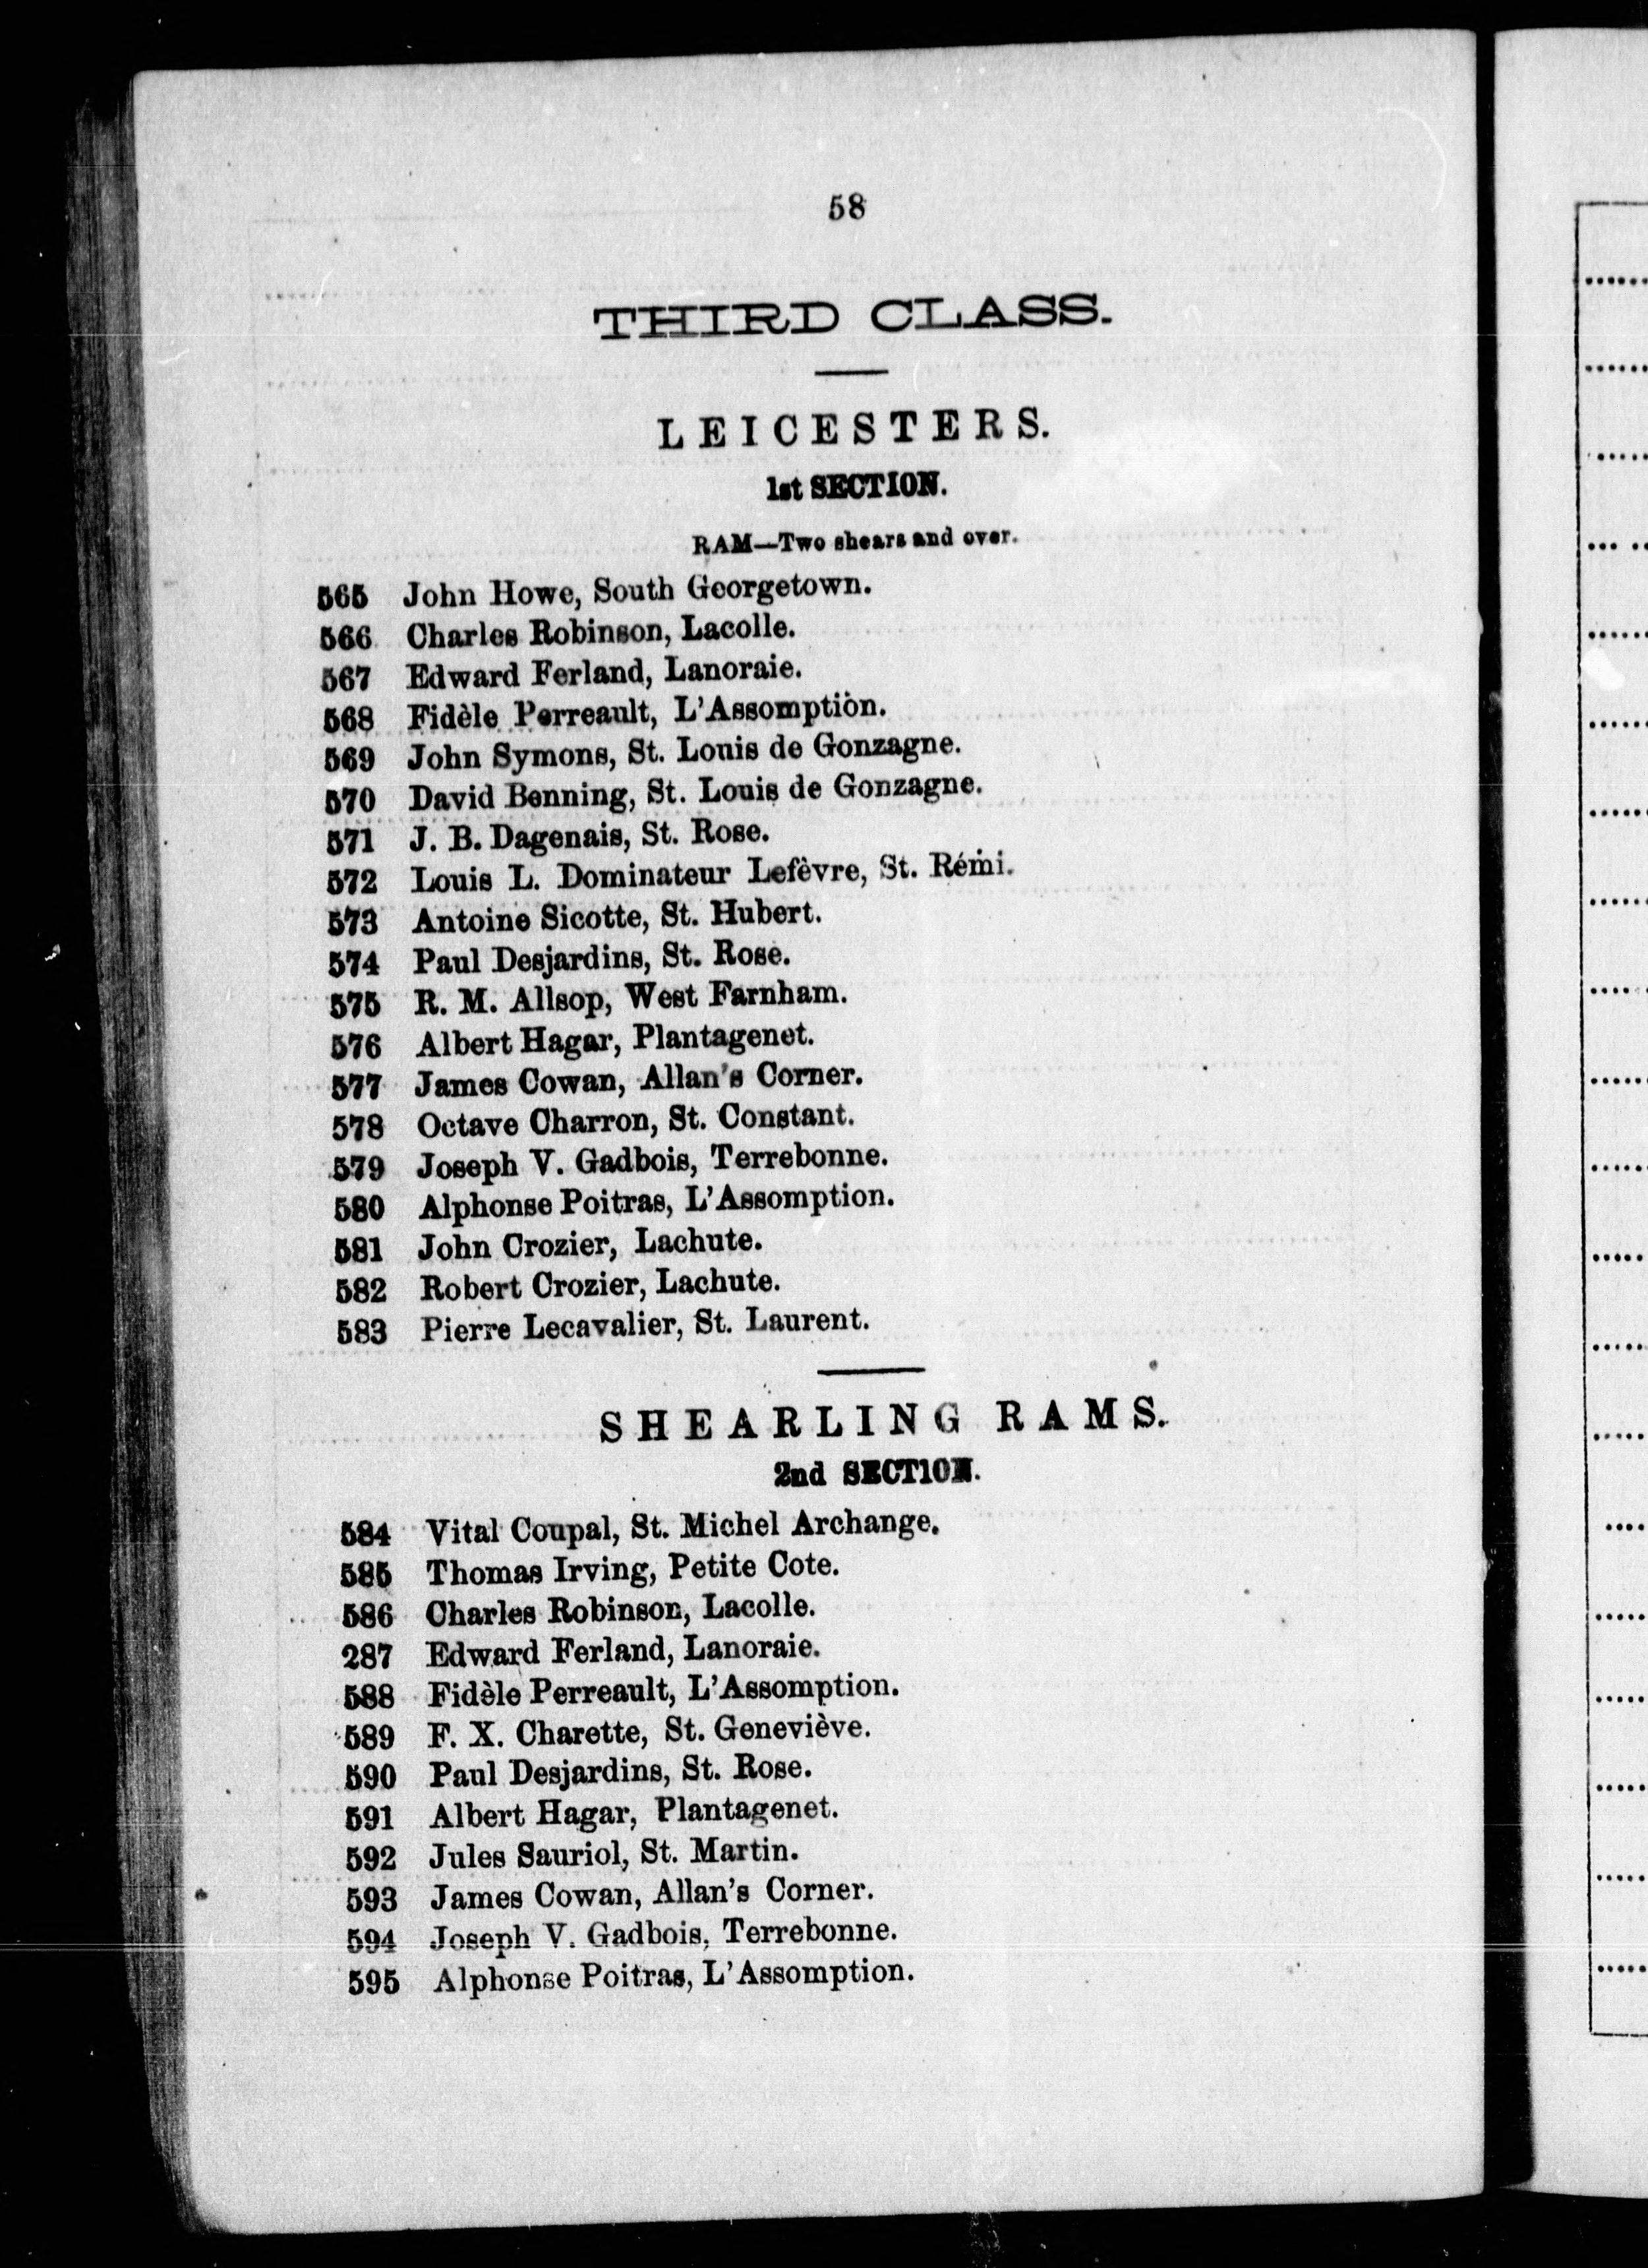 58
THIRD CLASS.
LEICESTERS.
1st SECTION.
RAM—Two shears and over.
565 John Howe, South Georgetown.
566 Charles Robinson, Lacolle.
567 Edward Ferland, Lanoraie.
568 Fidèle Perreault, L'Assomption.
569 John Symons, St. Louis de Gonzagne.
570 David Benning, St. Louis de Gonzagne.
571 J. B. Dagenais, St. Rose.
572 Louis L. Dominateur Lefèvre, St. Rémi.
573 Antoine Sicotte, St. Hubert.
574 Paul Desjardins, St. Rose.
575 R. M. Allsop, West Farnham.
576 Albert Hagar, Plantagenet.
577 James Cowan, Allan's Corner.
578 Octave Charron, St. Constant.
579 Joseph V. Gadbois, Terrebonne.
580 Alphonse Poitras, L'Assomption.
581 John Crozier, Lachute.
582 Robert Crozier, Lachute.
583 Pierre Lecavalier, St. Laurent.
SHEARLING RAMS.
2nd SECTION.
584 Vital Coupal, St. Michel Archange.
585 Thomas Irving, Petite Cote.
586 Charles Robinson, Lacolle.
287 Edward Ferland, Lanoraie.
588 Fidèle Perreault, L'Assomption.
589 F. X. Charette, St. Geneviève.
590 Paul Desjardins, St. Rose.
591 Albert Hagar, Plantagenet.
592 Jules Sauriol, St. Martin.
593 James Cowan, Allan's Corner.
594 Joseph V. Gadbois, Terrebonne.
595 Alphonse Poitras, L'Assomption.